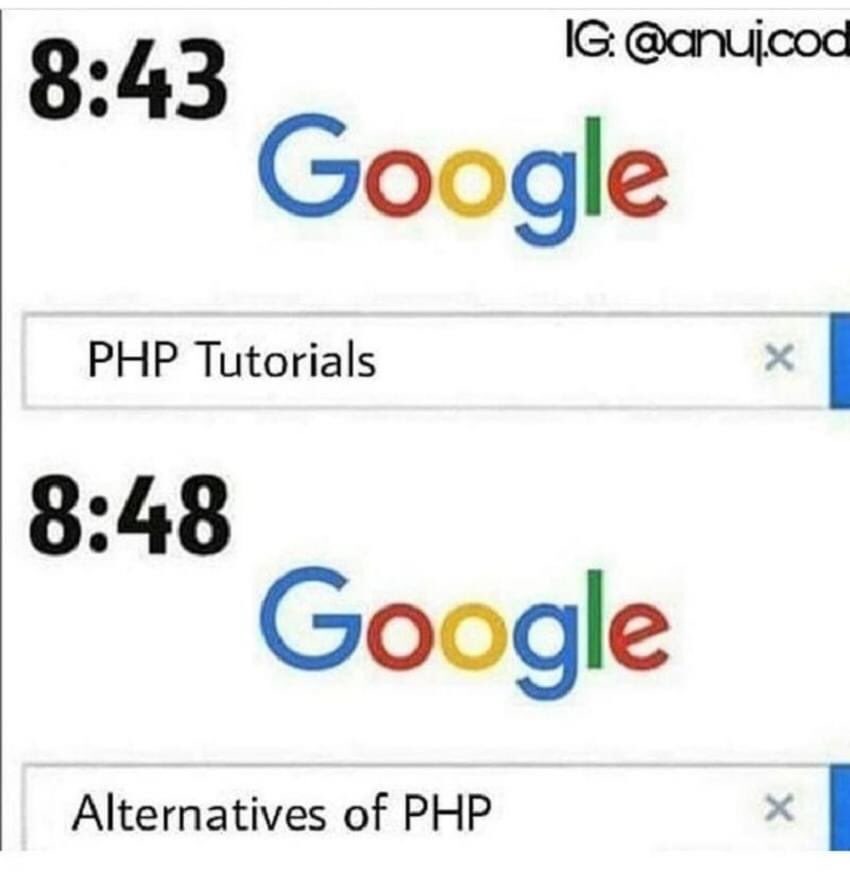 IG: @anuj.cod
8:43
Google
PHP Tutorials
8:48
Google
Alternatives of PHP